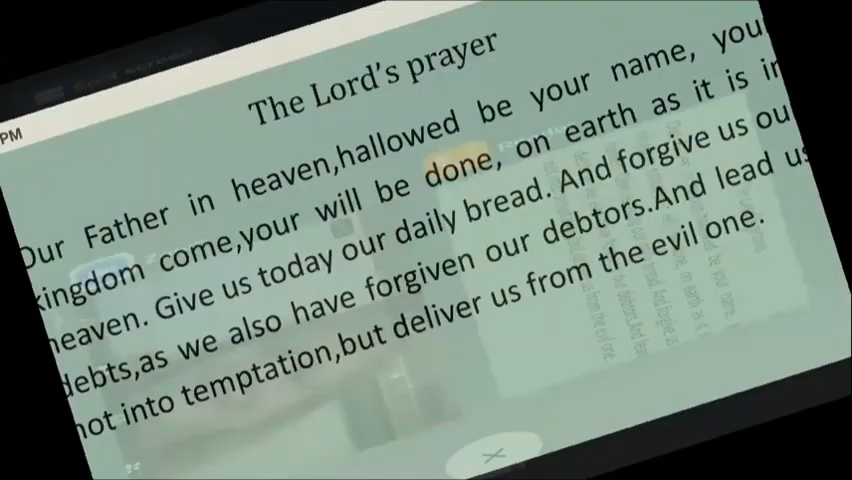 PM
The Lord's prayer
Our Father in heaven,hallowed be your name, you
kingdom come,your will be done, on earth as it is in
heaven. Give us today our daily bread. And forgive us ou
debts,as we also have forgiven our debtors.And lead us
not into temptation,but deliver us from the evil one.